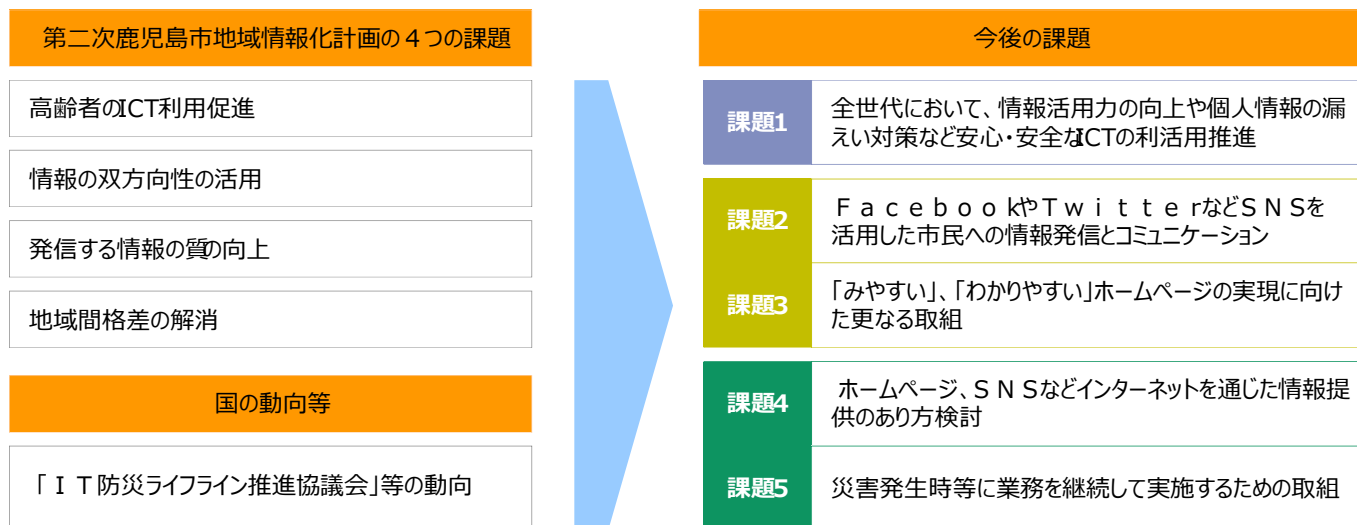 第二次鹿児島市地域情報化計画の４つの課題
高齢者のICT利用促進
情報の双方向性の活用
発信する情報の質の向上
地域間格差の解消
国の動向等
「ＩＴ防災ライフライン推進協議会」等の動向
今後の課題
課題1
全世代において、情報活用力の向上や個人情報の漏
えい対策など安心・安全なICTの利活用推進
課題2
ＦａｃｅｂｏｏｋやＴｗｉｔｔｅｒなどＳＮＳを
活用した市民への情報発信とコミュニケーション
課題3
「みやすい」、「わかりやすい」ホームページの実現に向け
た更なる取組
課題4
ホームページ、ＳＮＳなどインターネットを通じた情報提
供のあり方検討
課題5
災害発生時等に業務を継続して実施するための取組